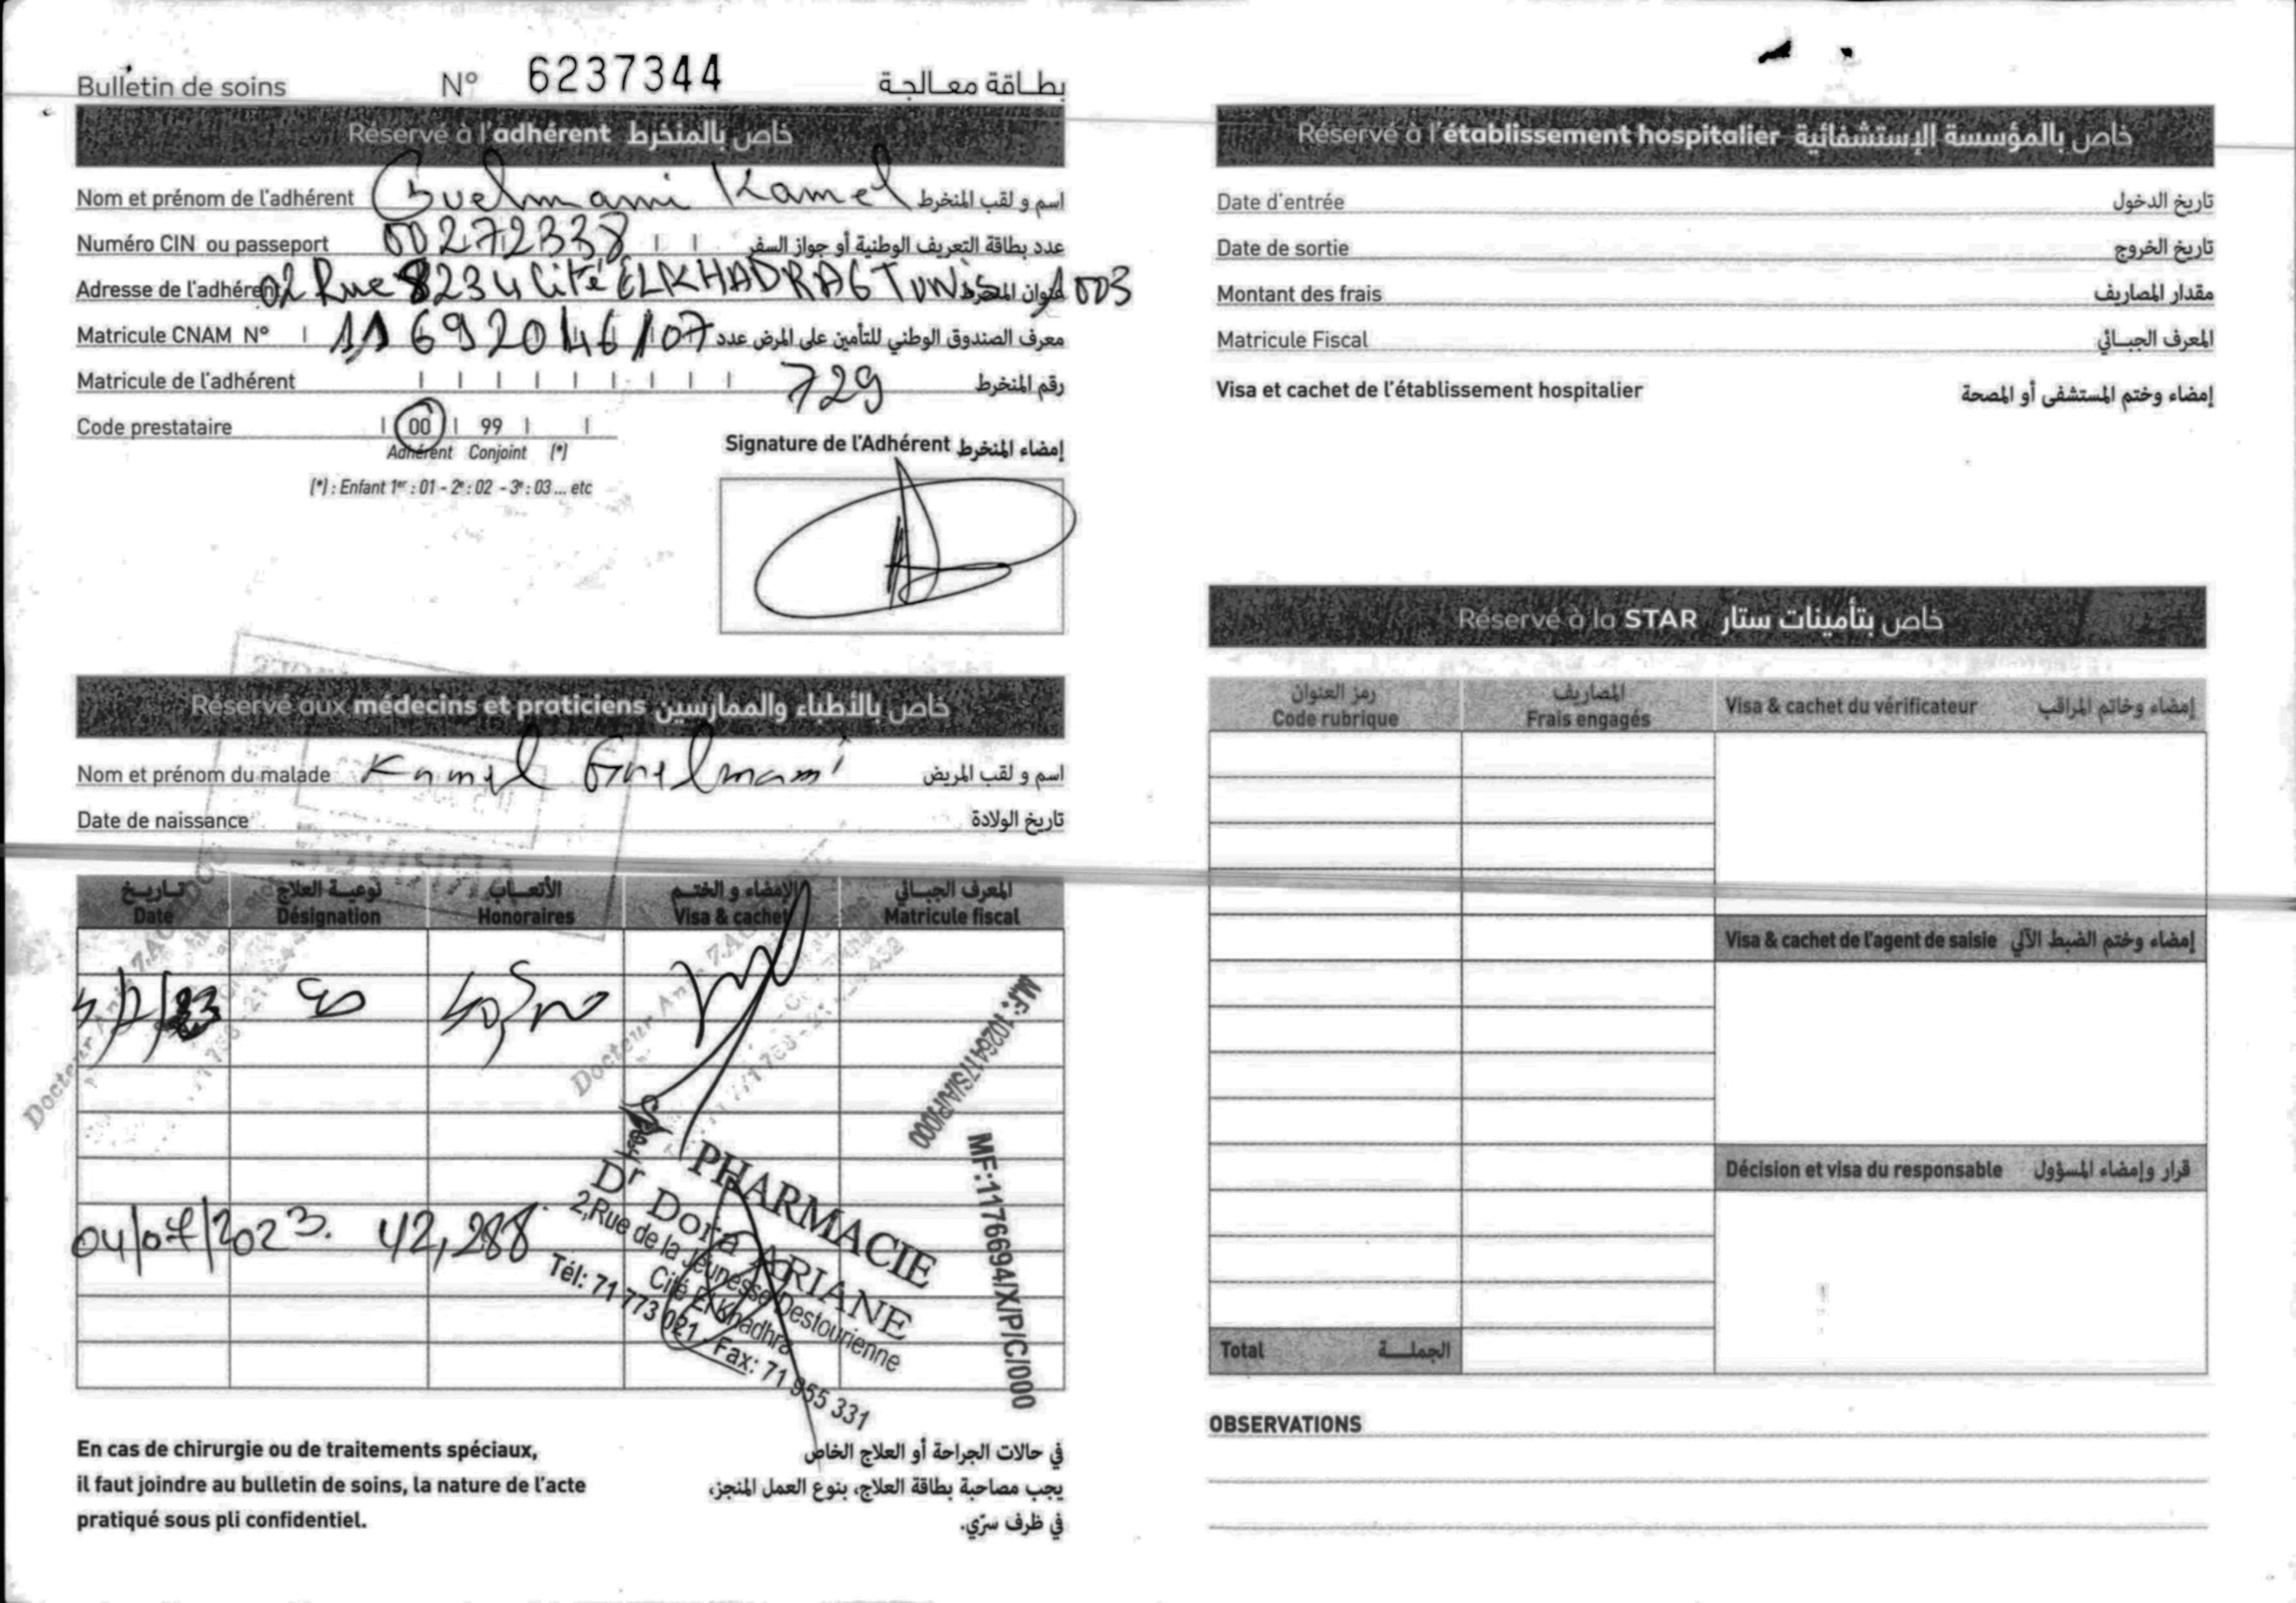 Bulletin de soins N° 6237344 بطاقة معالجة
Réservé à l'adhérent خاص بالمنخرط
Nom et prénom de l'adhérent Guelmami Kamel اسم و لقب المنخرط
Numéro CIN ou passeport 00272338 عدد بطاقة التعريف الوطنية أو جواز السفر
Adresse de l'adhérent 02 Rue 8234 Cité ELKHADRA 6 TUNIS 1003 عنوان المنخرط
Matricule CNAM N° 11692046/07 معرف الصندوق الوطني للتأمين على المرض عدد
Matricule de l'adhérent 729 رقم المنخرط
Code prestataire 00 99
Adhérent Conjoint (*)
(*) : Enfant 1er : 01 - 2e : 02 - 3e : 03 ... etc
Signature de l'Adhérent إمضاء المنخرط
Réservé aux médecins et praticiens خاص بالأطباء والممارسين
Nom et prénom du malade Kamel Guelmami اسم و لقب المريض
Date de naissance تاريخ الولادة
تاريخ نوعية العلاج الأتعاب الإمضاء و الختم المعرف الجبائي
Date Désignation Honoraires Visa & cachet Matricule fiscal
Docteur
Docteur
MF: 1026417S/A/P/000
04/07/2023. 42,288
PHARMACIE
Dr Dora ARIANE
2,Rue de la Jeunesse Destourienne
Cité El Khadhra
Tél: 71 773 021 - Fax: 71 955 331
MF:1176694/X/P/C/000
En cas de chirurgie ou de traitements spéciaux,
il faut joindre au bulletin de soins, la nature de l'acte
pratiqué sous pli confidentiel.
في حالات الجراحة أو العلاج الخاص
يجب مصاحبة بطاقة العلاج، بنوع العمل المنجز،
في ظرف سرّي.
Réservé à l'établissement hospitalier خاص بالمؤسسة الإستشفائية
Date d'entrée تاريخ الدخول
Date de sortie تاريخ الخروج
Montant des frais مقدار المصاريف
Matricule Fiscal المعرف الجبائي
Visa et cachet de l'établissement hospitalier إمضاء وختم المستشفى أو المصحة
Réservé à la STAR خاص بتأمينات ستار
رمز العنوان المصاريف
Code rubrique Frais engagés Visa & cachet du vérificateur إمضاء وخاتم المراقب
Visa & cachet de l'agent de saisie إمضاء وختم الضبط الآلي
Décision et visa du responsable قرار وإمضاء المسؤول
Total الجملة
OBSERVATIONS